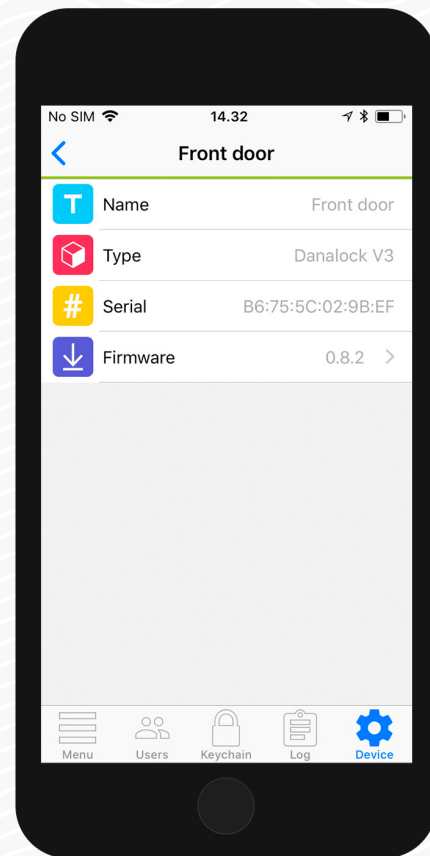 No SIM 14.32
Front door
T Name Front door
Type Danalock V3
# Serial B6:75:5C:02:9B:EF
Firmware 0.8.2
Menu Users Keychain Log Device